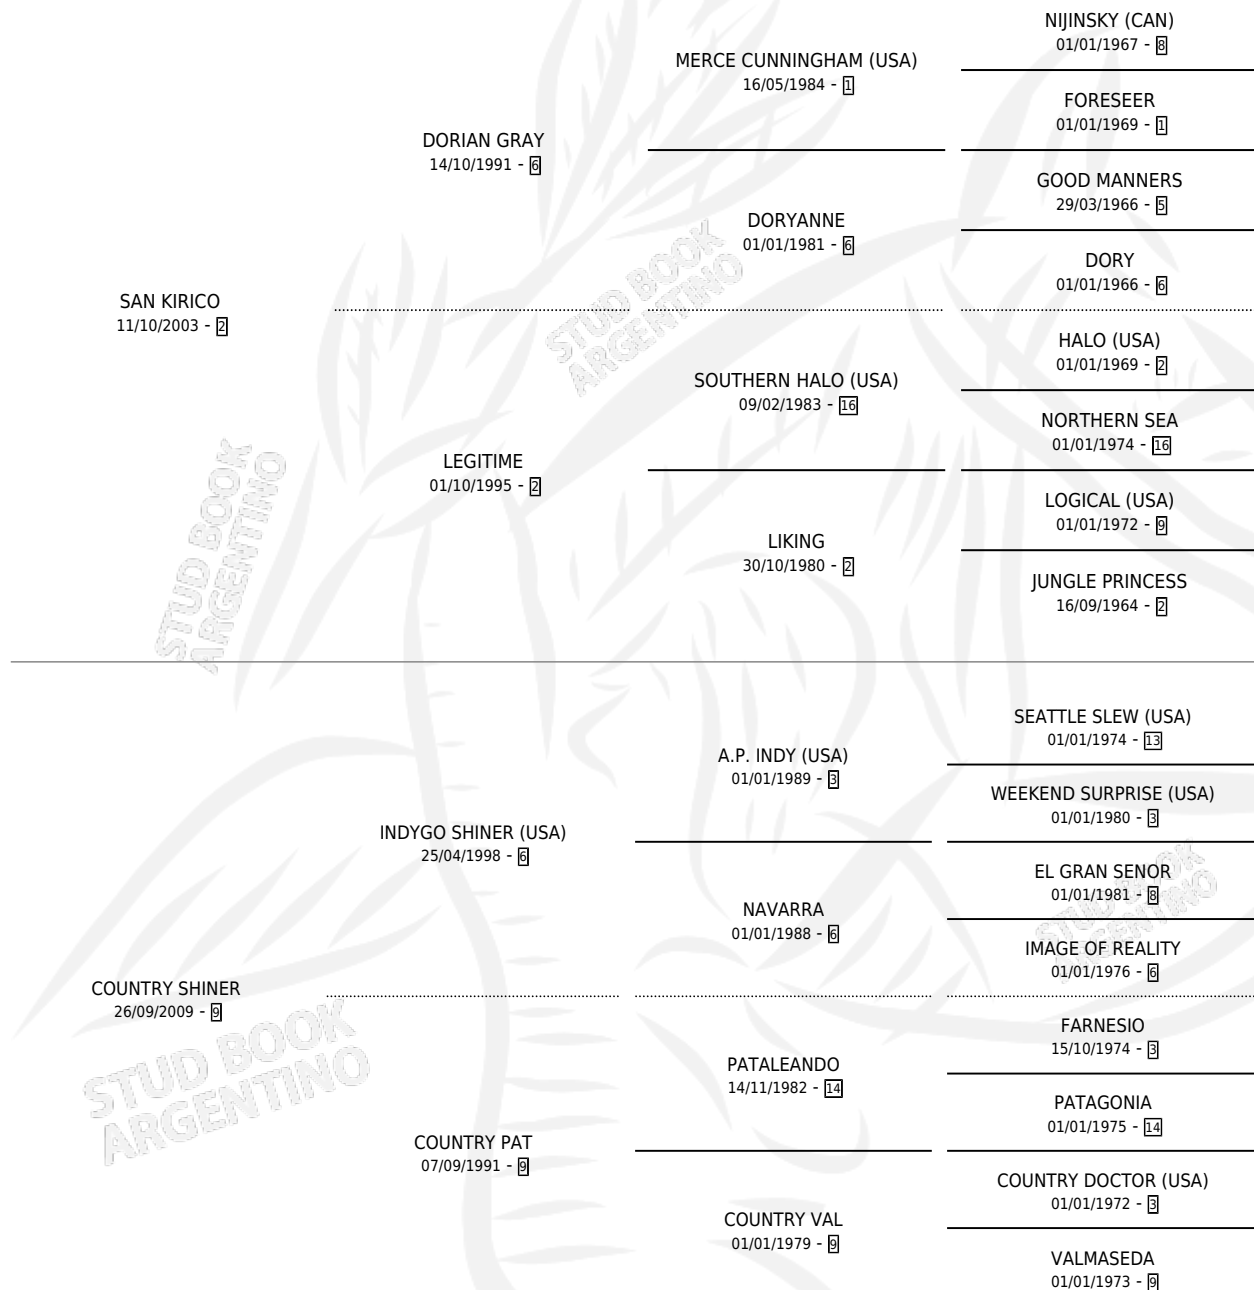 NIJINSKY (CAN)
01/01/1967 - 8
MERCE CUNNINGHAM (USA)
16/05/1984 - 1
FORESEER
01/01/1969 - 1
DORIAN GRAY
14/10/1991 - 6
GOOD MANNERS
29/03/1966 - 5
DORYANNE
01/01/1981 - 6
DORY
01/01/1966 - 6
SAN KIRICO
11/10/2003 - 2
HALO (USA)
01/01/1969 - 2
SOUTHERN HALO (USA)
09/02/1983 - 16
NORTHERN SEA
01/01/1974 - 16
LEGITIME
01/10/1995 - 2
LOGICAL (USA)
01/01/1972 - 9
LIKING
30/10/1980 - 2
JUNGLE PRINCESS
16/09/1964 - 2
SEATTLE SLEW (USA)
01/01/1974 - 13
A.P. INDY (USA)
01/01/1989 - 3
WEEKEND SURPRISE (USA)
01/01/1980 - 3
INDYGO SHINER (USA)
25/04/1998 - 6
EL GRAN SENOR
01/01/1981 - 8
NAVARRA
01/01/1988 - 6
IMAGE OF REALITY
01/01/1976 - 6
COUNTRY SHINER
26/09/2009 - 9
FARNESIO
15/10/1974 - 3
PATALEANDO
14/11/1982 - 14
PATAGONIA
01/01/1975 - 14
COUNTRY PAT
07/09/1991 - 9
COUNTRY DOCTOR (USA)
01/01/1972 - 3
COUNTRY VAL
01/01/1979 - 9
VALMASEDA
01/01/1973 - 9
STUD BOOK
ARGENTINO
STUD BOOK
ARGENTINO
STUD BOOK
ARGENTINO
STUD BOOK
ARGENTINO